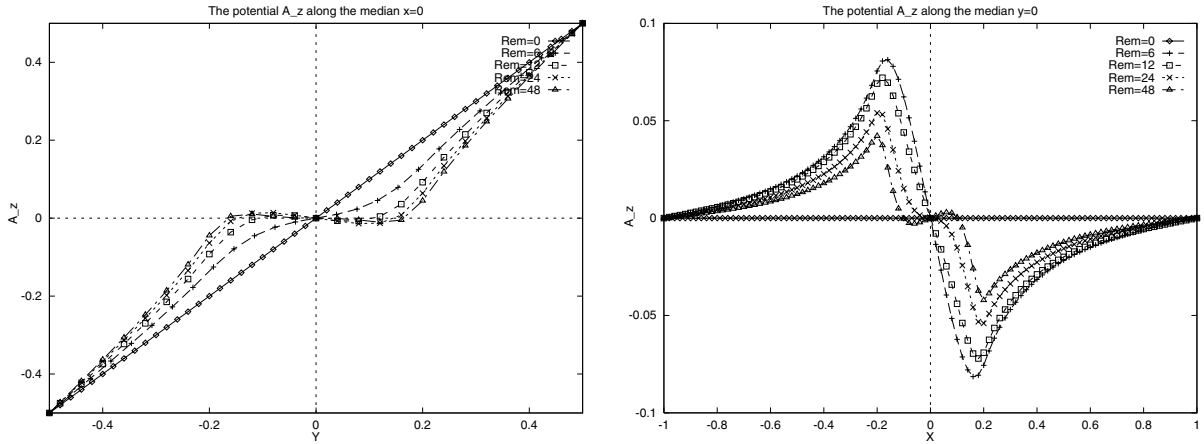 The potential A_z along the median x=0
Rem=0
Rem=6
Rem=12
Rem=24
Rem=48
A_z
0.4
0.2
0
-0.2
-0.4
-0.4
-0.2
0
0.2
0.4
Y
The potential A_z along the median y=0
Rem=0
Rem=6
Rem=12
Rem=24
Rem=48
A_z
0.1
0.05
0
-0.05
-0.1
-1
-0.8
-0.6
-0.4
-0.2
0
0.2
0.4
0.6
0.8
1
X